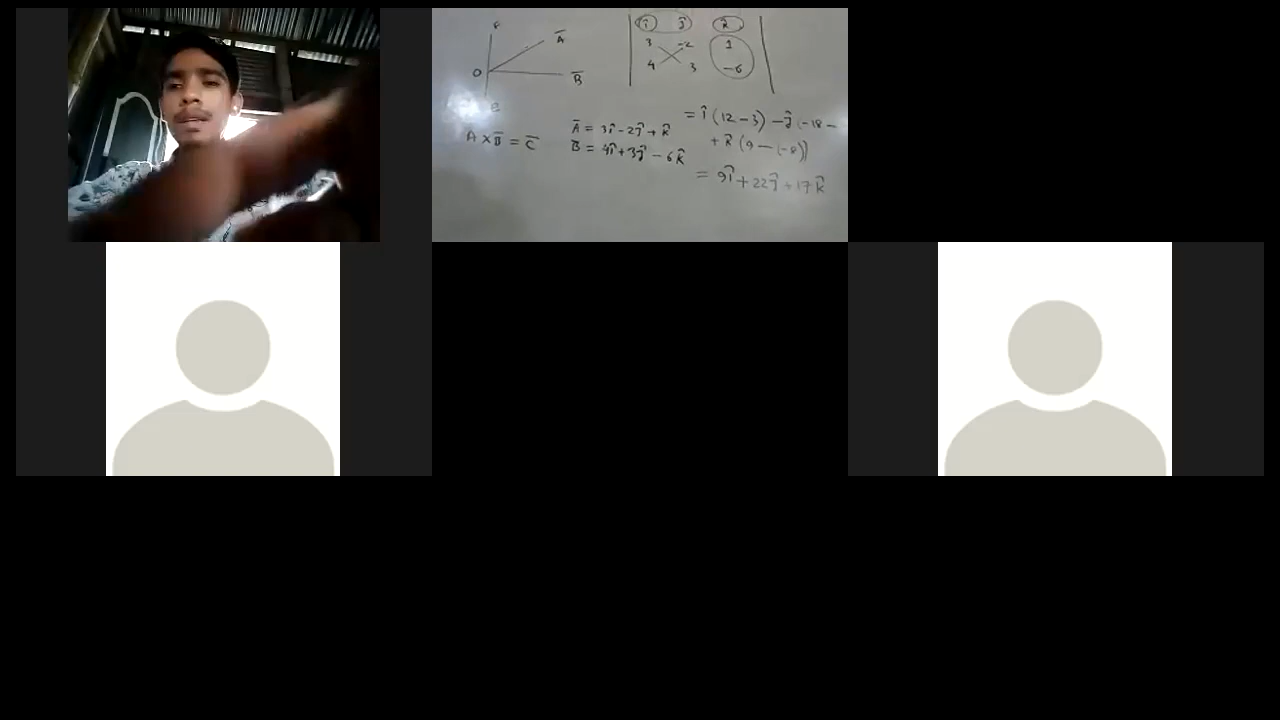 Ā
O
B̄
A × B̄ = C̄
Ā = 3î - 2ĵ + k̂
B̄ = 4î + 3ĵ - 6k̂
î ĵ k̂
3 -2 1
4 3 -6
= î (12 - 3) - ĵ (-18 -
+ k̂ (9 - (-8))
= 9î + 22ĵ + 17k̂